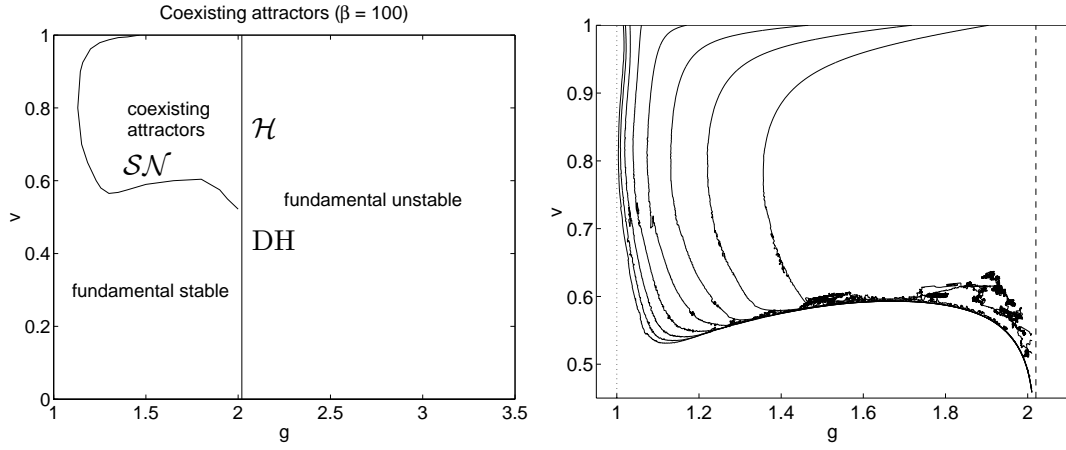 Coexisting attractors (β = 100)
v
1
0.8
0.6
0.4
0.2
0
coexisting
attractors
𝒮𝒩
ℋ
fundamental unstable
DH
fundamental stable
1
1.5
2
2.5
3
3.5
g
v
1
0.9
0.8
0.7
0.6
0.5
1
1.2
1.4
1.6
1.8
2
g